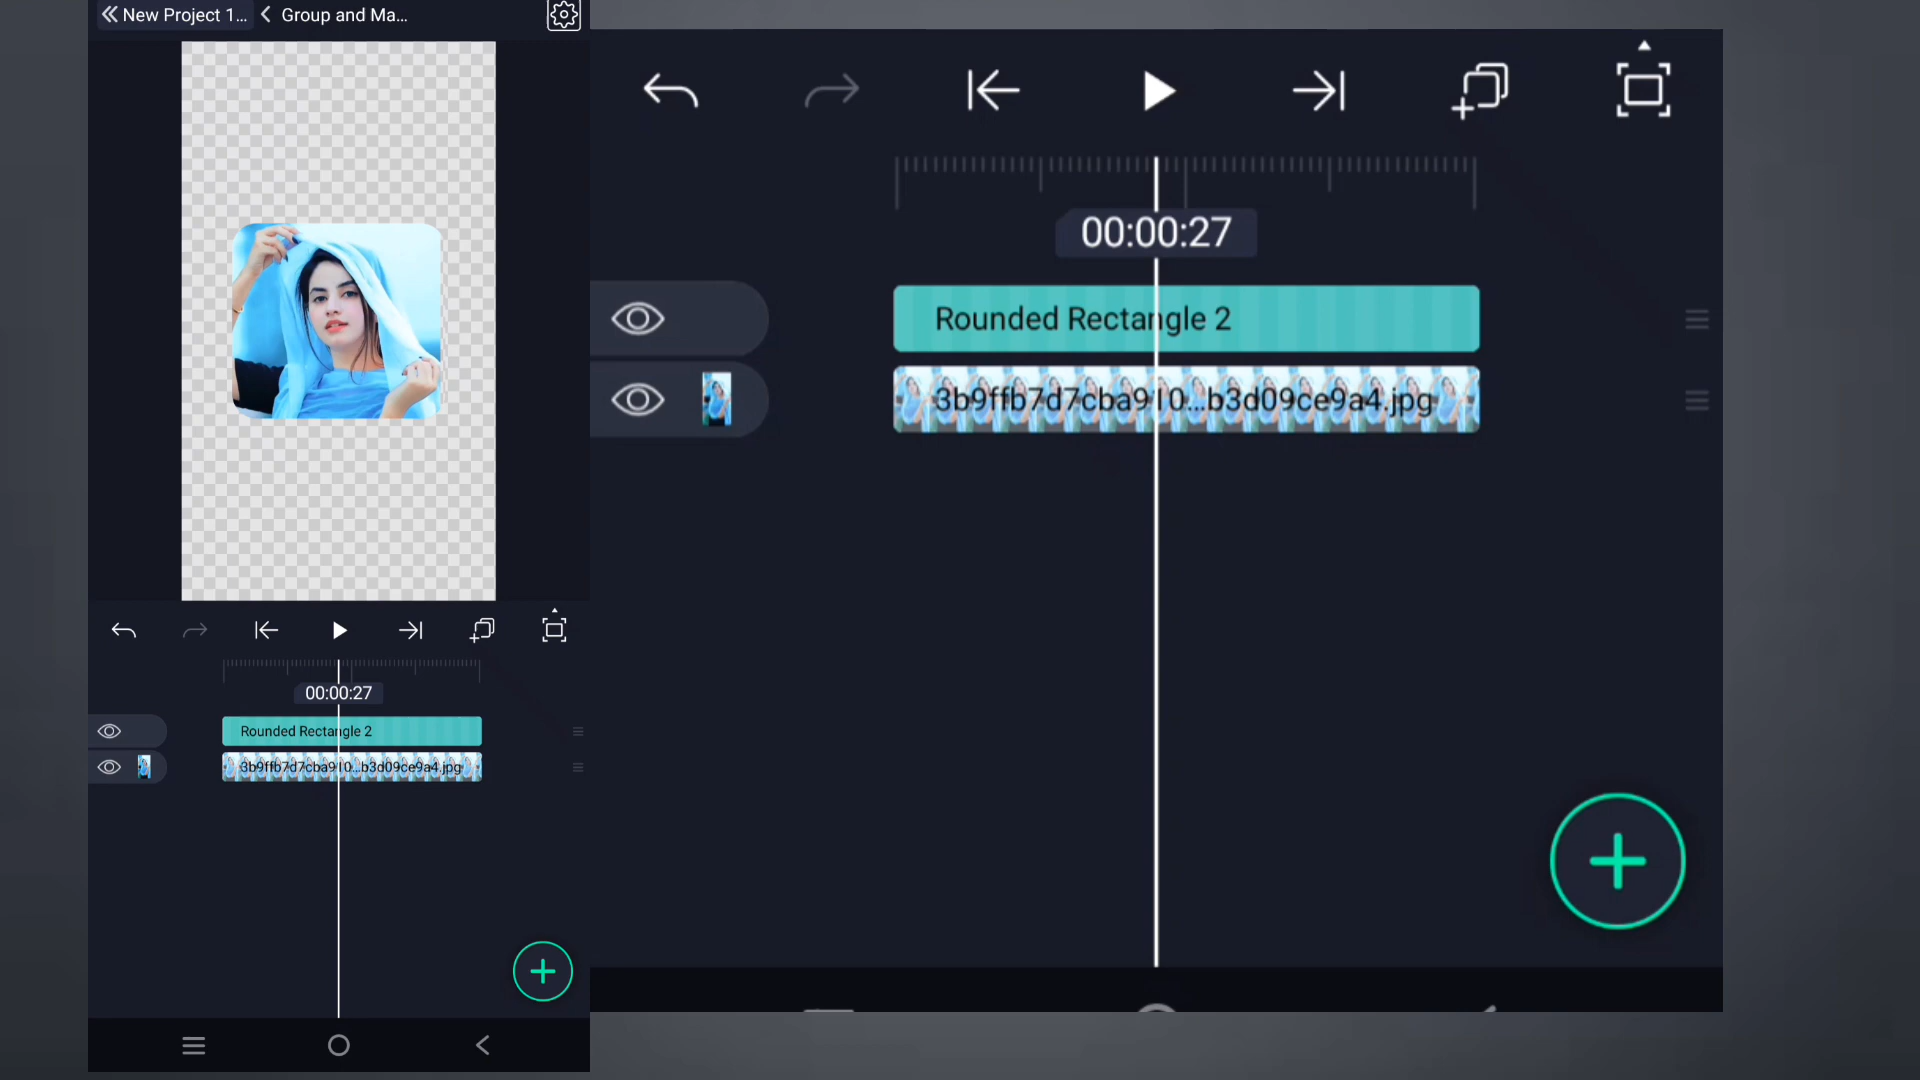 New Project 1...
Group and Ma...
00:00:27
Rounded Rectangle 2
3b9ffb7d7cba910...b3d09ce9a4.jpg
00:00:27
Rounded Rectangle 2
3b9ffb7d7cba910...b3d09ce9a4.jpg